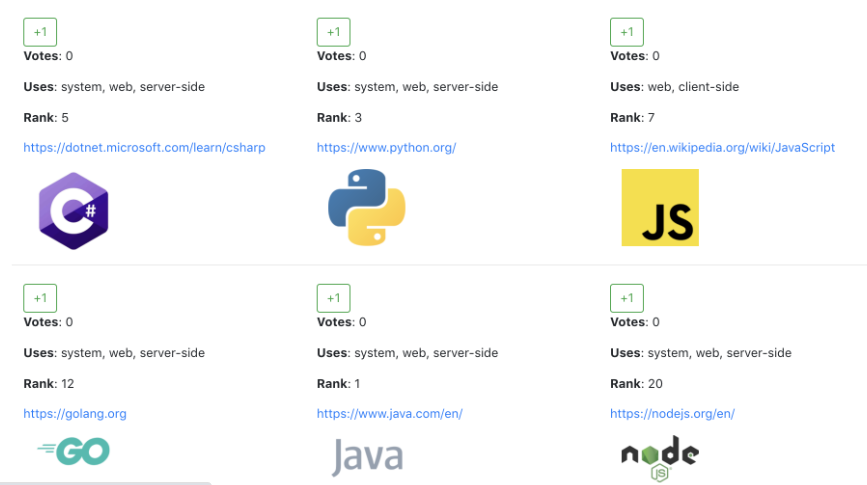 +1
Votes: 0
Uses: system, web, server-side
Rank: 5
https://dotnet.microsoft.com/learn/csharp
C#
+1
Votes: 0
Uses: system, web, server-side
Rank: 3
https://www.python.org/
+1
Votes: 0
Uses: web, client-side
Rank: 7
https://en.wikipedia.org/wiki/JavaScript
JS
+1
Votes: 0
Uses: system, web, server-side
Rank: 12
https://golang.org
GO
+1
Votes: 0
Uses: system, web, server-side
Rank: 1
https://www.java.com/en/
Java
+1
Votes: 0
Uses: system, web, server-side
Rank: 20
https://nodejs.org/en/
node
JS